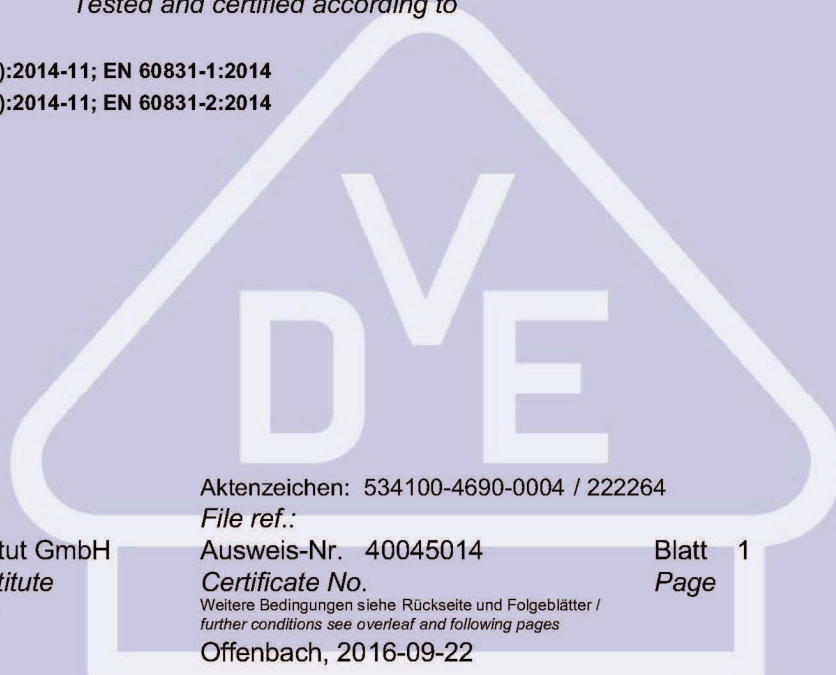 Tested and certified according to
):2014-11; EN 60831-1:2014
):2014-11; EN 60831-2:2014
DVE
Aktenzeichen: 534100-4690-0004 / 222264
File ref.:
tut GmbH Ausweis-Nr. 40045014 Blatt 1
titute Certificate No. Page
Weitere Bedingungen siehe Rückseite und Folgeblätter /
further conditions see overleaf and following pages
Offenbach, 2016-09-22